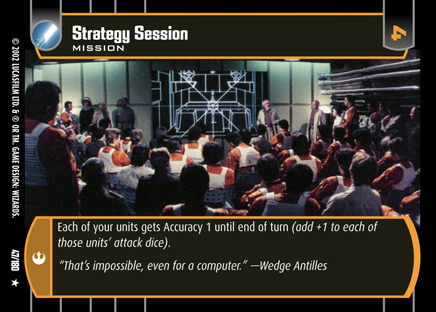 Strategy Session
MISSION
4
Each of your units gets Accuracy 1 until end of turn (add +1 to each of
those units' attack dice).
"That's impossible, even for a computer." —Wedge Antilles
© 2002 LUCASFILM LTD. & ® OR TM. GAME DESIGN: WIZARDS.
47/180